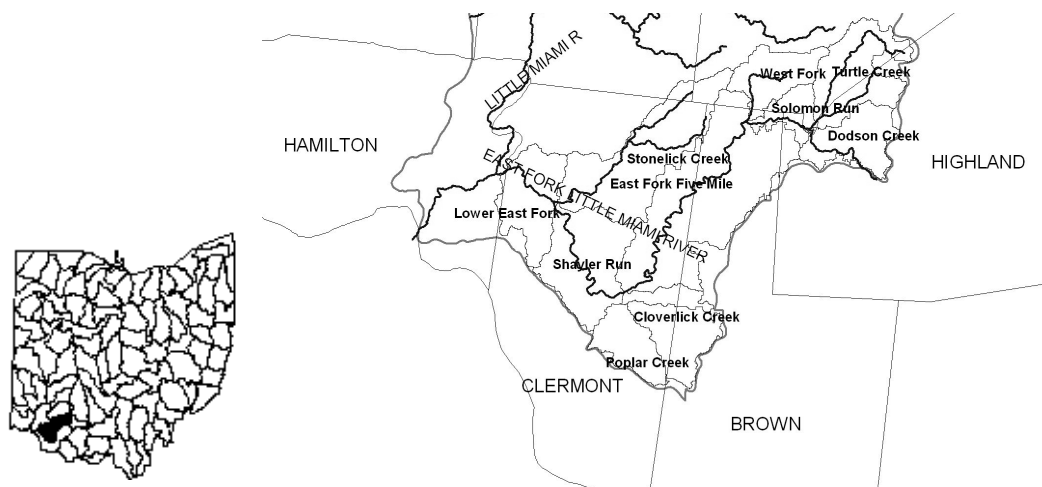 LITTLE MIAMI R
West Fork
Turtle Creek
Solomon Run
Dodson Creek
HAMILTON
Stonelick Creek
HIGHLAND
EAST FORK LITTLE MIAMI RIVER
East Fork Five Mile
Lower East Fork
Shayler Run
Cloverlick Creek
Poplar Creek
CLERMONT
BROWN